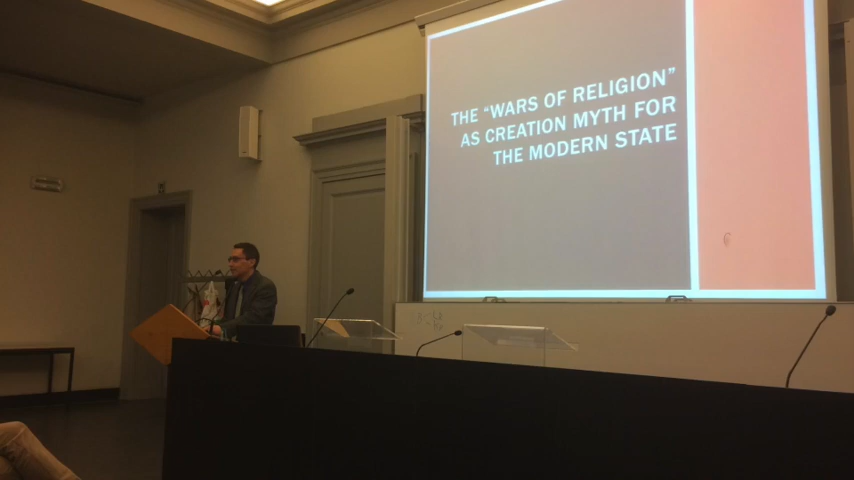 THE “WARS OF RELIGION”
AS CREATION MYTH FOR
THE MODERN STATE